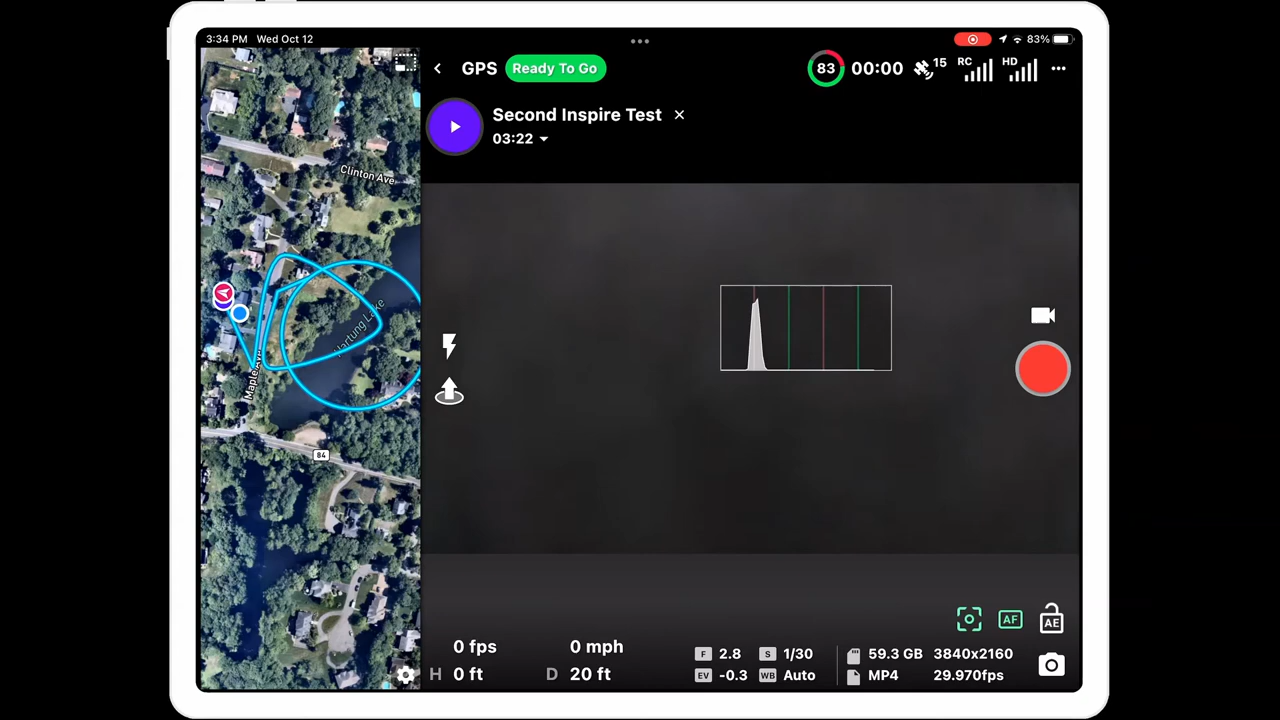 3:34 PM Wed Oct 12
83%
GPS Ready To Go
83 00:00 15 RC HD
Second Inspire Test
03:22
Clinton Ave
Hartung Lake
Maple Ave
84
AF AE
0 fps 0 mph
H 0 ft D 20 ft
F 2.8 S 1/30
EV -0.3 WB Auto
59.3 GB 3840x2160
MP4 29.970fps